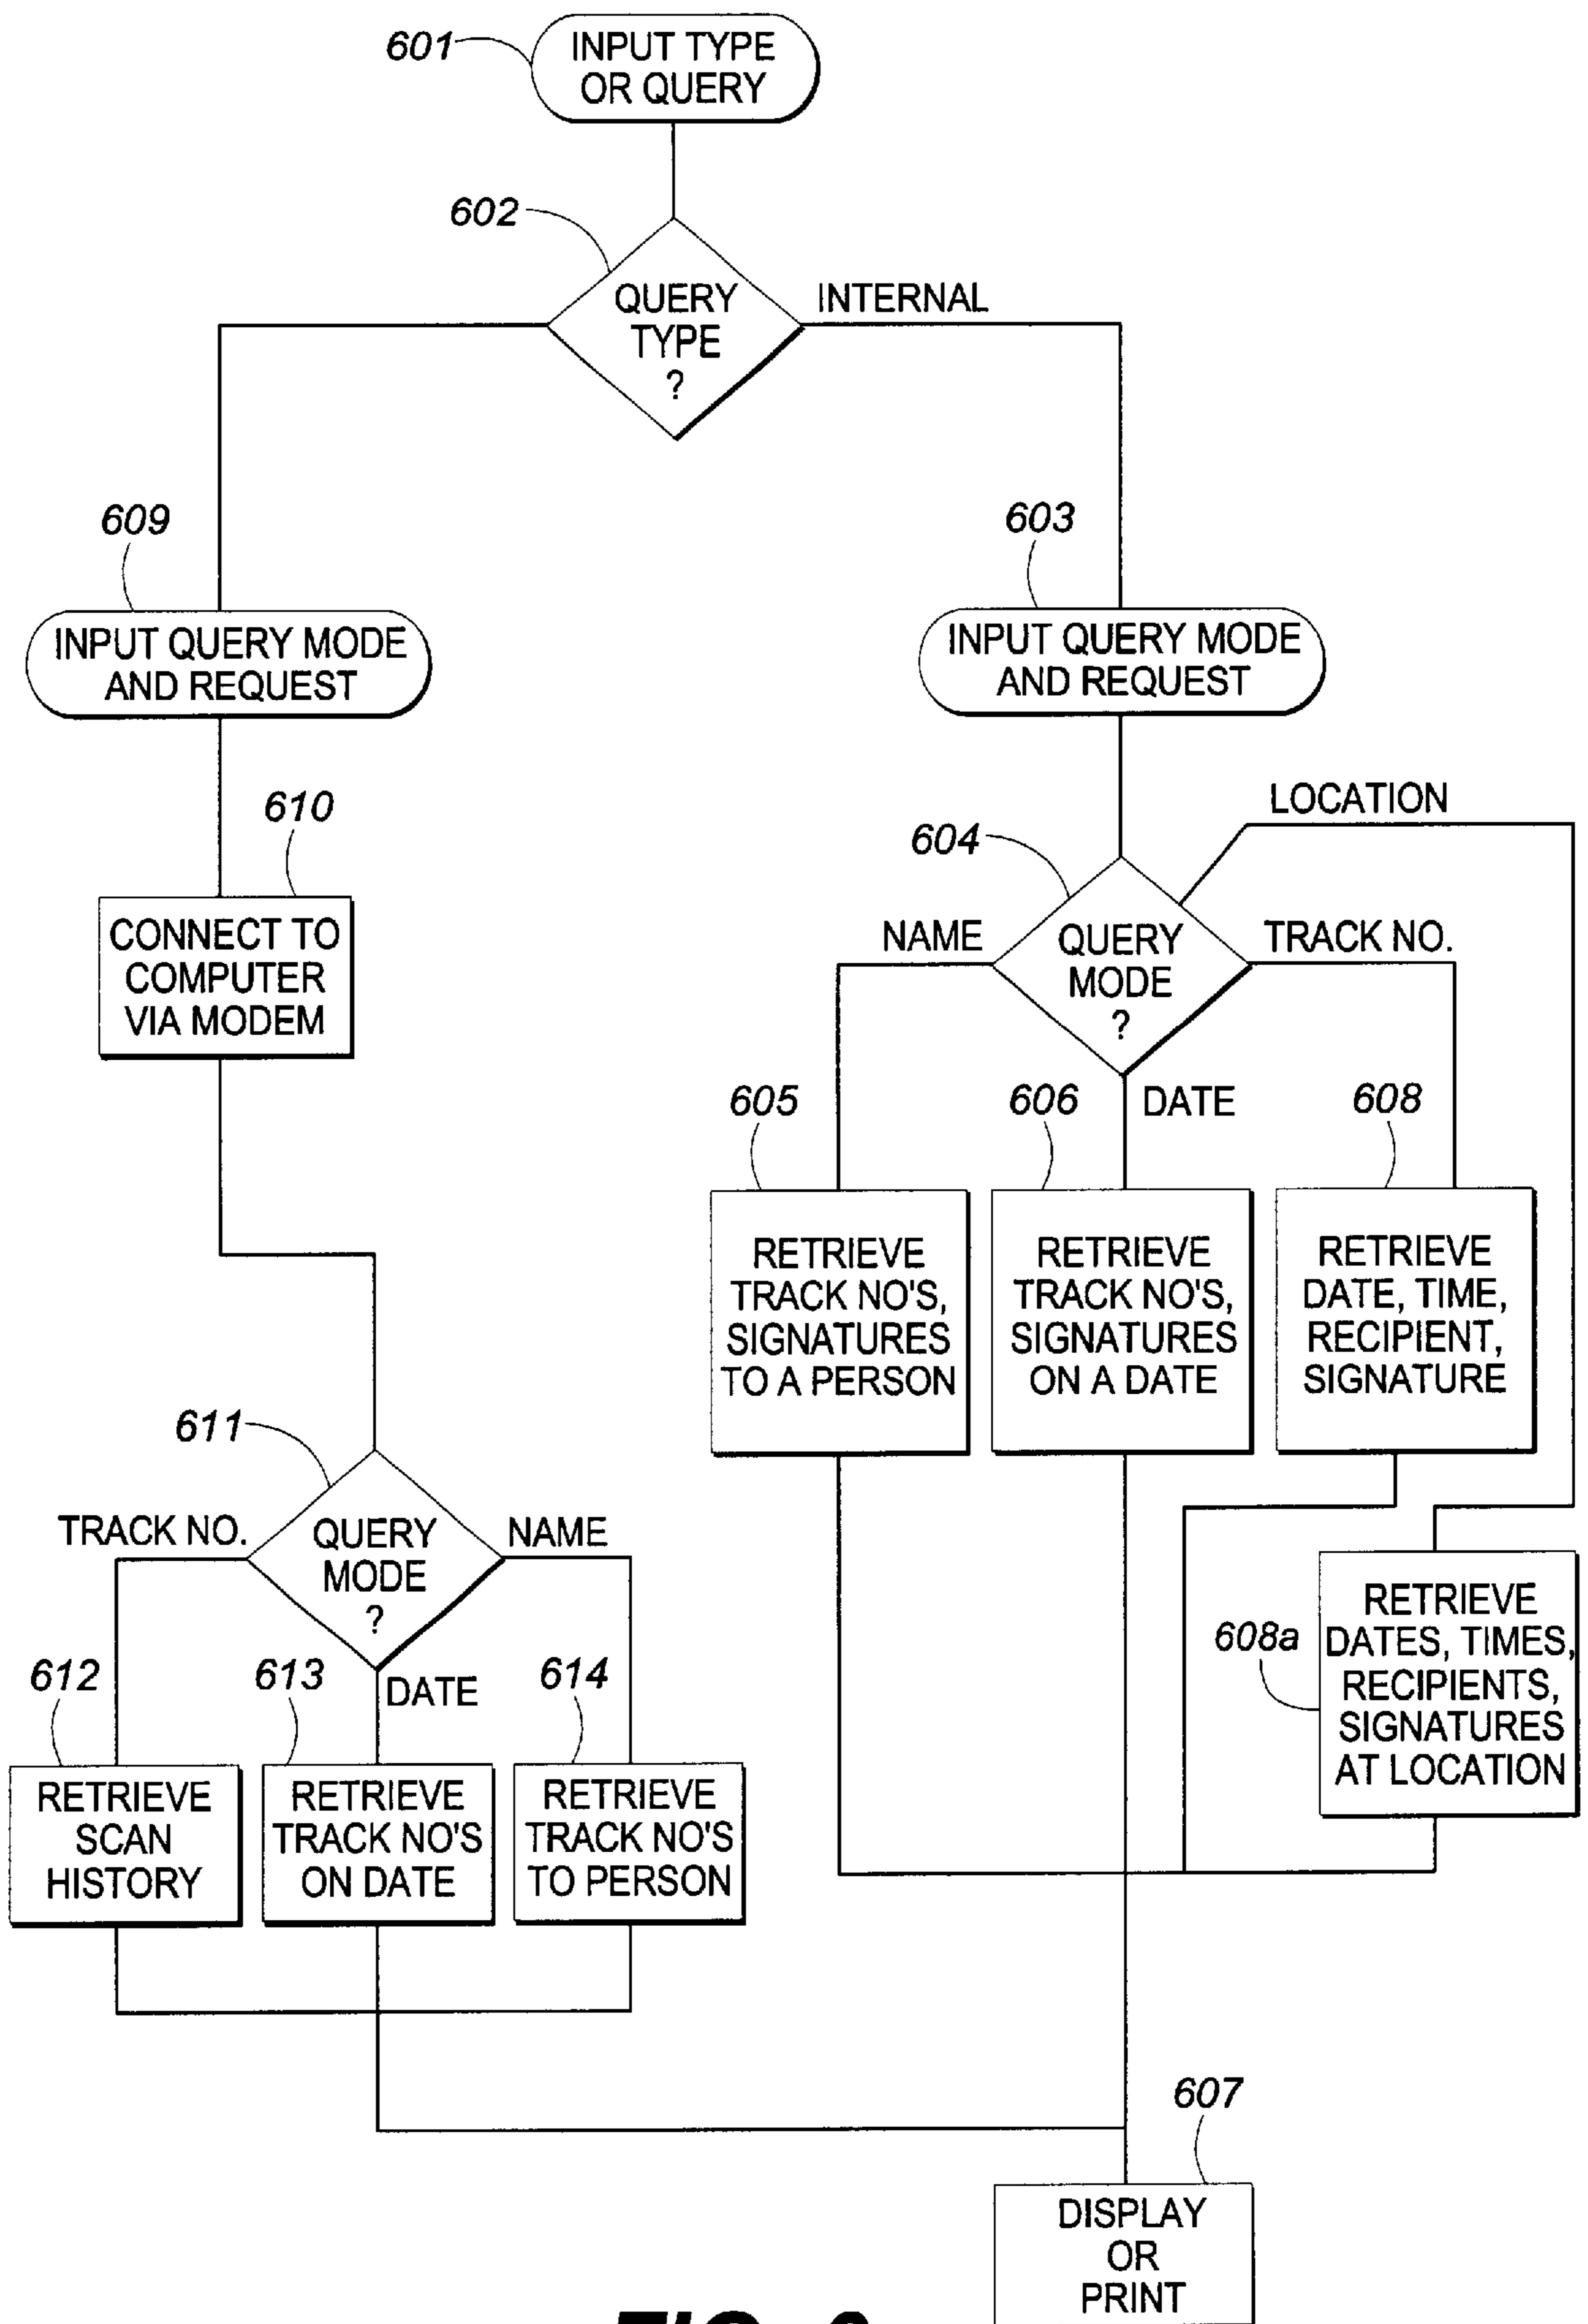 601
INPUT TYPE
OR QUERY
602
QUERY
TYPE
?
INTERNAL
609
INPUT QUERY MODE
AND REQUEST
603
INPUT QUERY MODE
AND REQUEST
610
CONNECT TO
COMPUTER
VIA MODEM
LOCATION
604
NAME
QUERY
MODE
?
TRACK NO.
DATE
605
RETRIEVE
TRACK NO'S,
SIGNATURES
TO A PERSON
606
RETRIEVE
TRACK NO'S,
SIGNATURES
ON A DATE
608
RETRIEVE
DATE, TIME,
RECIPIENT,
SIGNATURE
608a
RETRIEVE
DATES, TIMES,
RECIPIENTS,
SIGNATURES
AT LOCATION
611
TRACK NO.
QUERY
MODE
?
NAME
DATE
612
RETRIEVE
SCAN
HISTORY
613
RETRIEVE
TRACK NO'S
ON DATE
614
RETRIEVE
TRACK NO'S
TO PERSON
607
DISPLAY
OR
PRINT